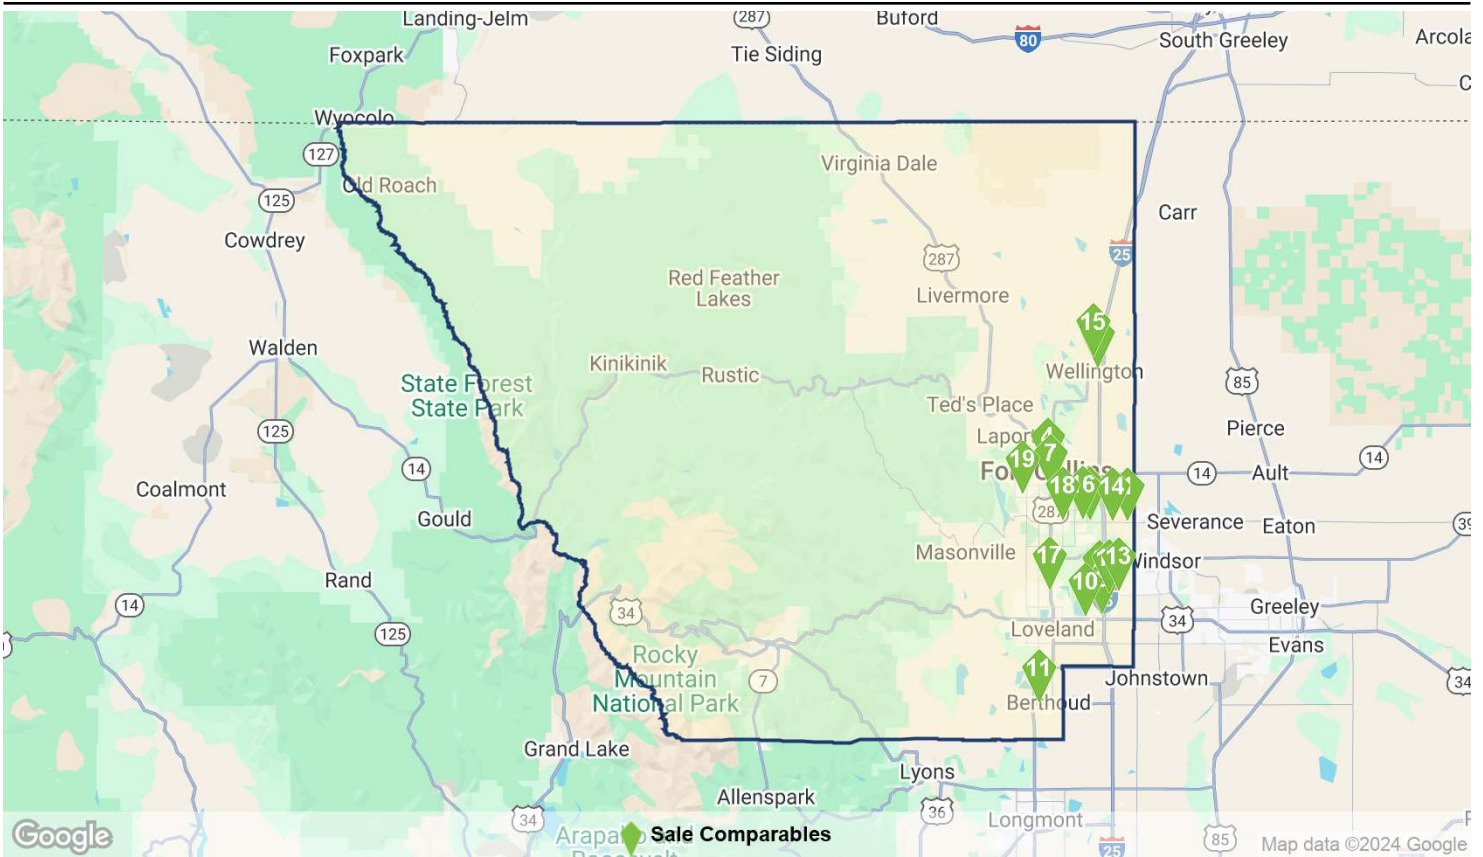 Landing-Jelm
287
Buford
80
South Greeley
Arcola
Foxpark
Tie Siding
Wyocolo
127
Virginia Dale
Old Roach
125
Carr
Cowdrey
287
25
Red Feather
Lakes
Livermore
15
Walden
Kinikinik
Rustic
Wellington
85
State Forest
State Park
Ted's Place
Pierce
125
Laporte
4
7
19
14
Fort Collins
14
14
Ault
Coalmont
18
6
14
287
Gould
Severance
Eaton
Masonville
17
13
Windsor
Rand
10
14
34
Greeley
125
Loveland
34
Evans
Rocky
Mountain
National Park
7
11
Johnstown
34
Berthoud
Grand Lake
Lyons
Allenspark
36
34
Longmont
85
25
Google
Sale Comparables
Map data ©2024 Google